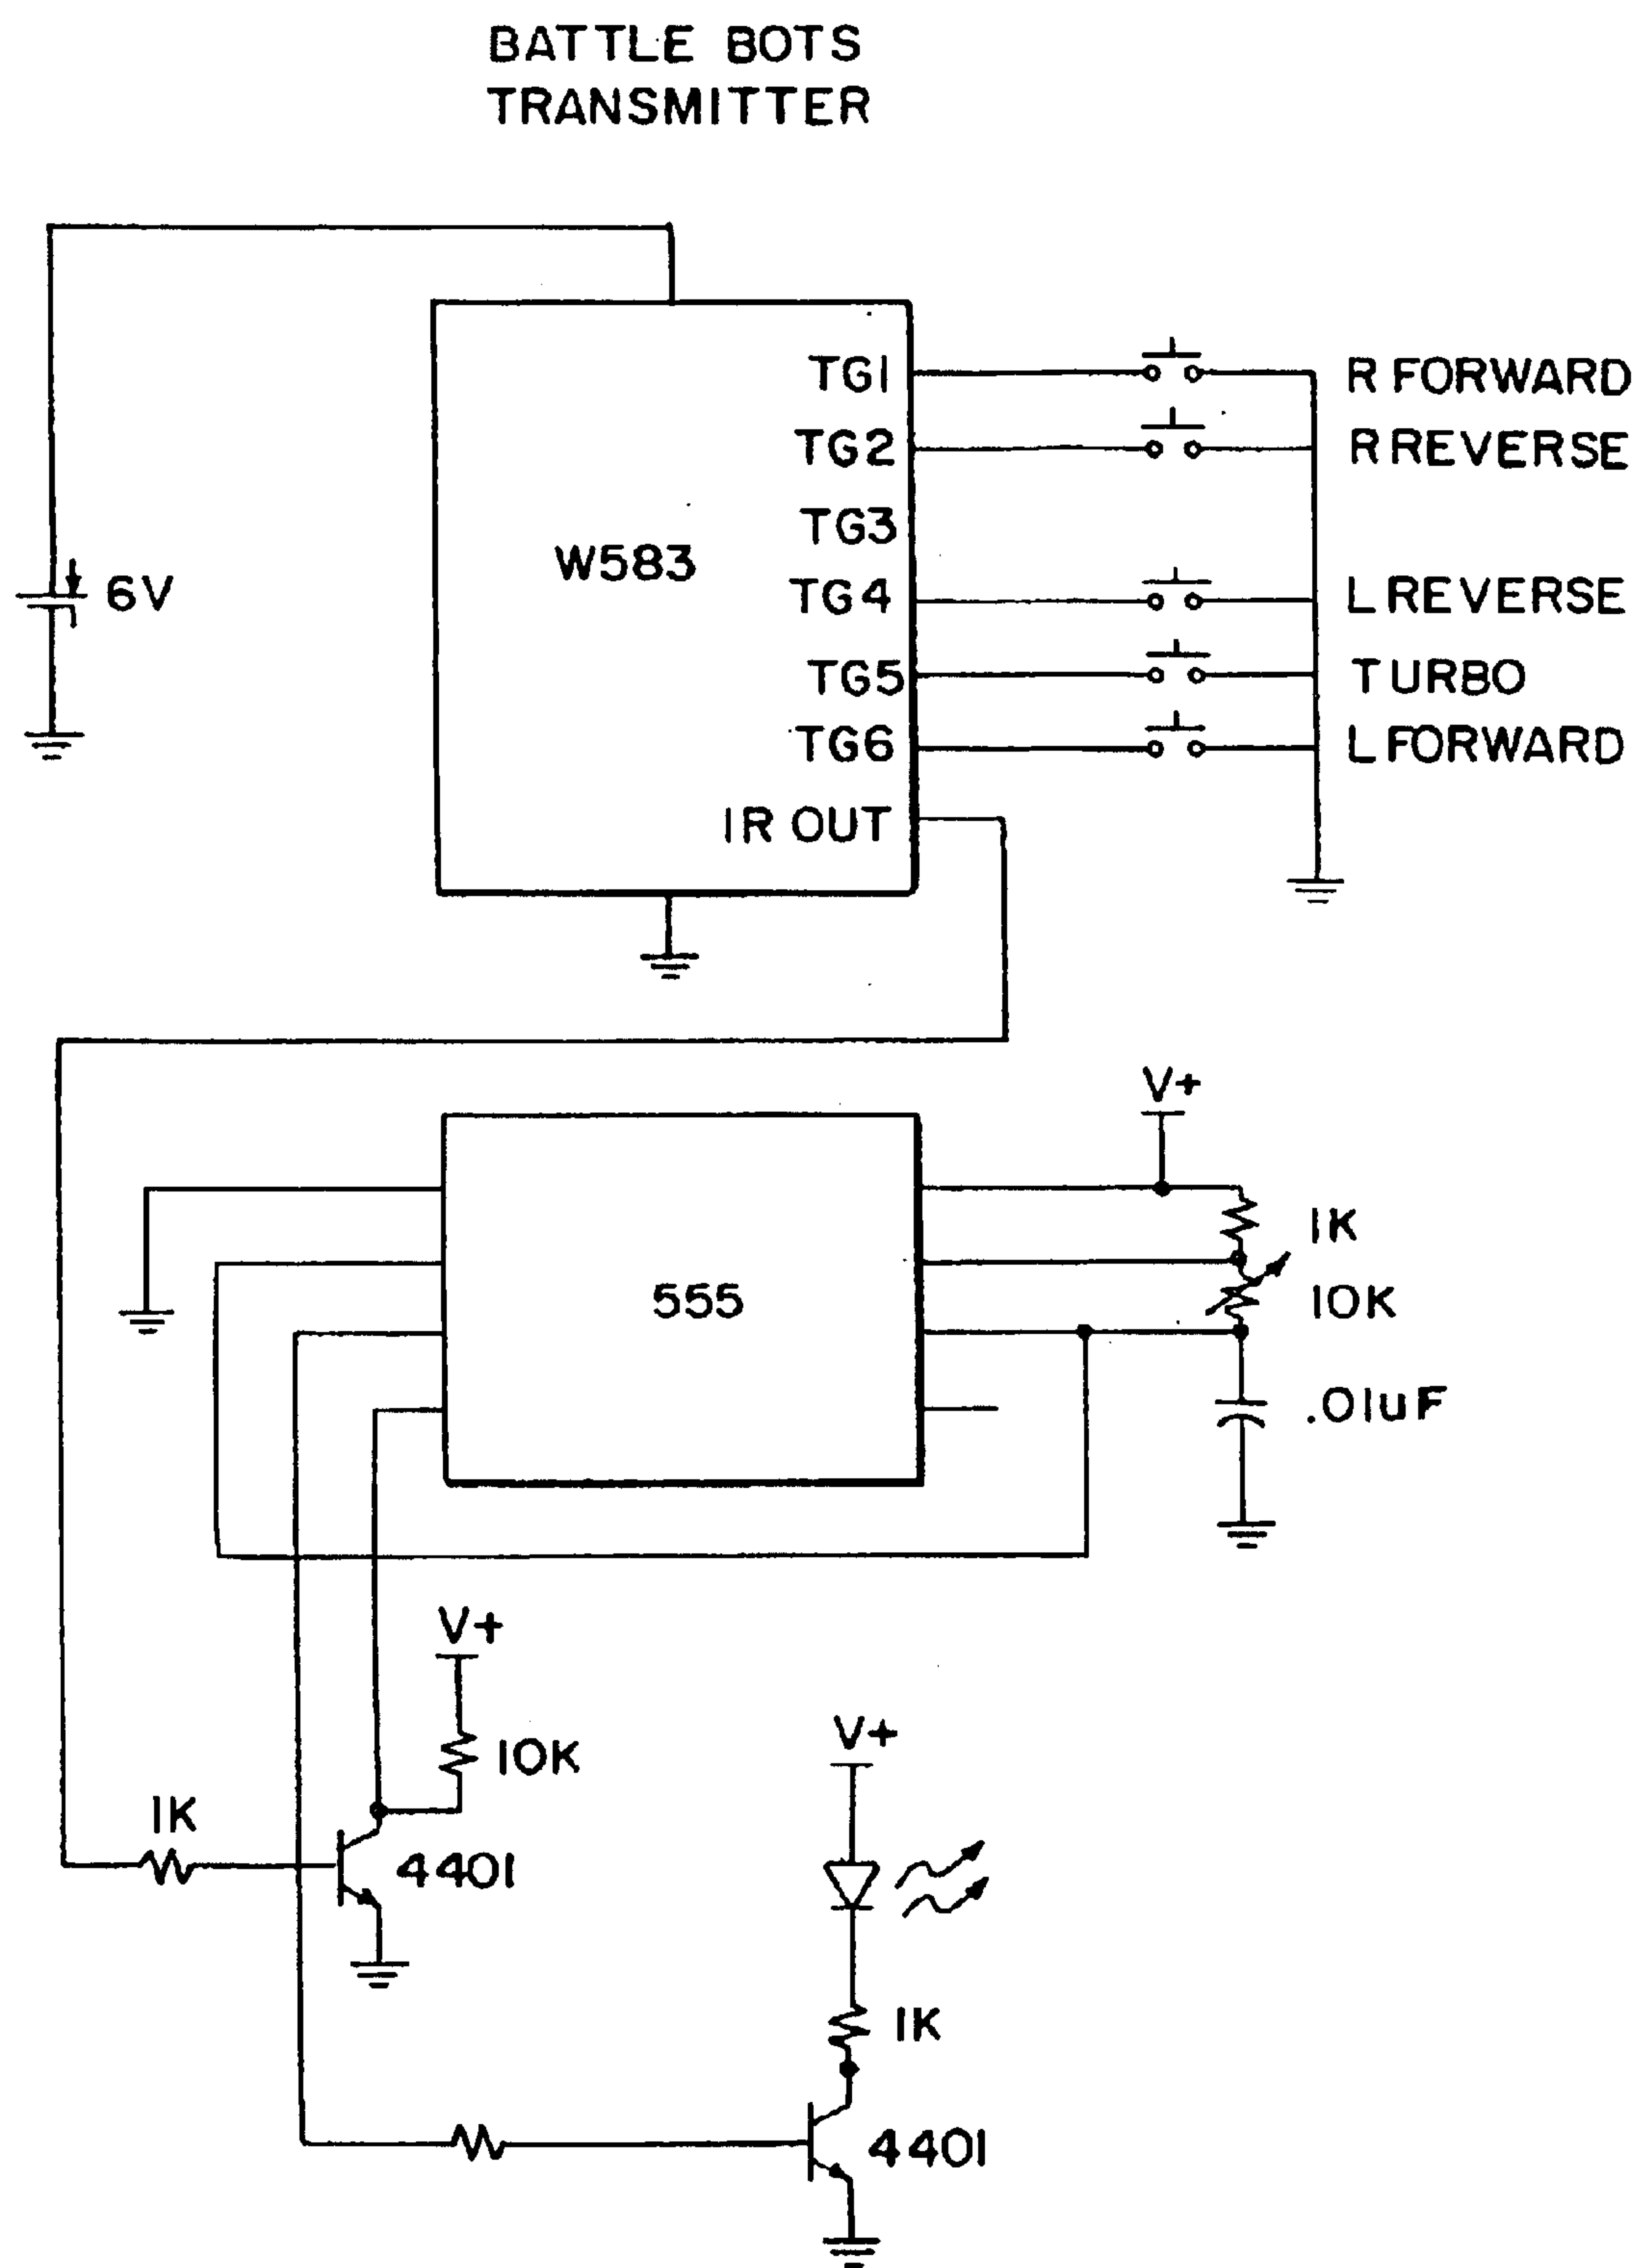 BATTLE BOTS
TRANSMITTER
6V
W583
TG1
TG2
TG3
TG4
TG5
TG6
IR OUT
R FORWARD
R REVERSE
L REVERSE
TURBO
L FORWARD
V+
555
1K
10K
.01uF
V+
10K
1K
4401
V+
1K
4401